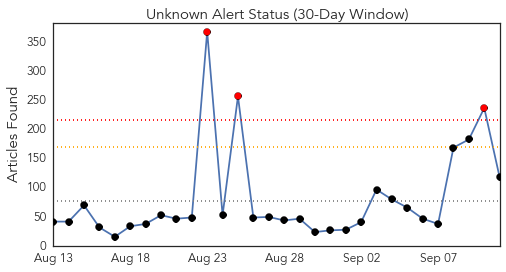 Unknown Alert Status (30-Day Window)
Articles Found
350
300
250
200
150
100
50
0
Aug 13
Aug 18
Aug 23
Aug 28
Sep 02
Sep 07